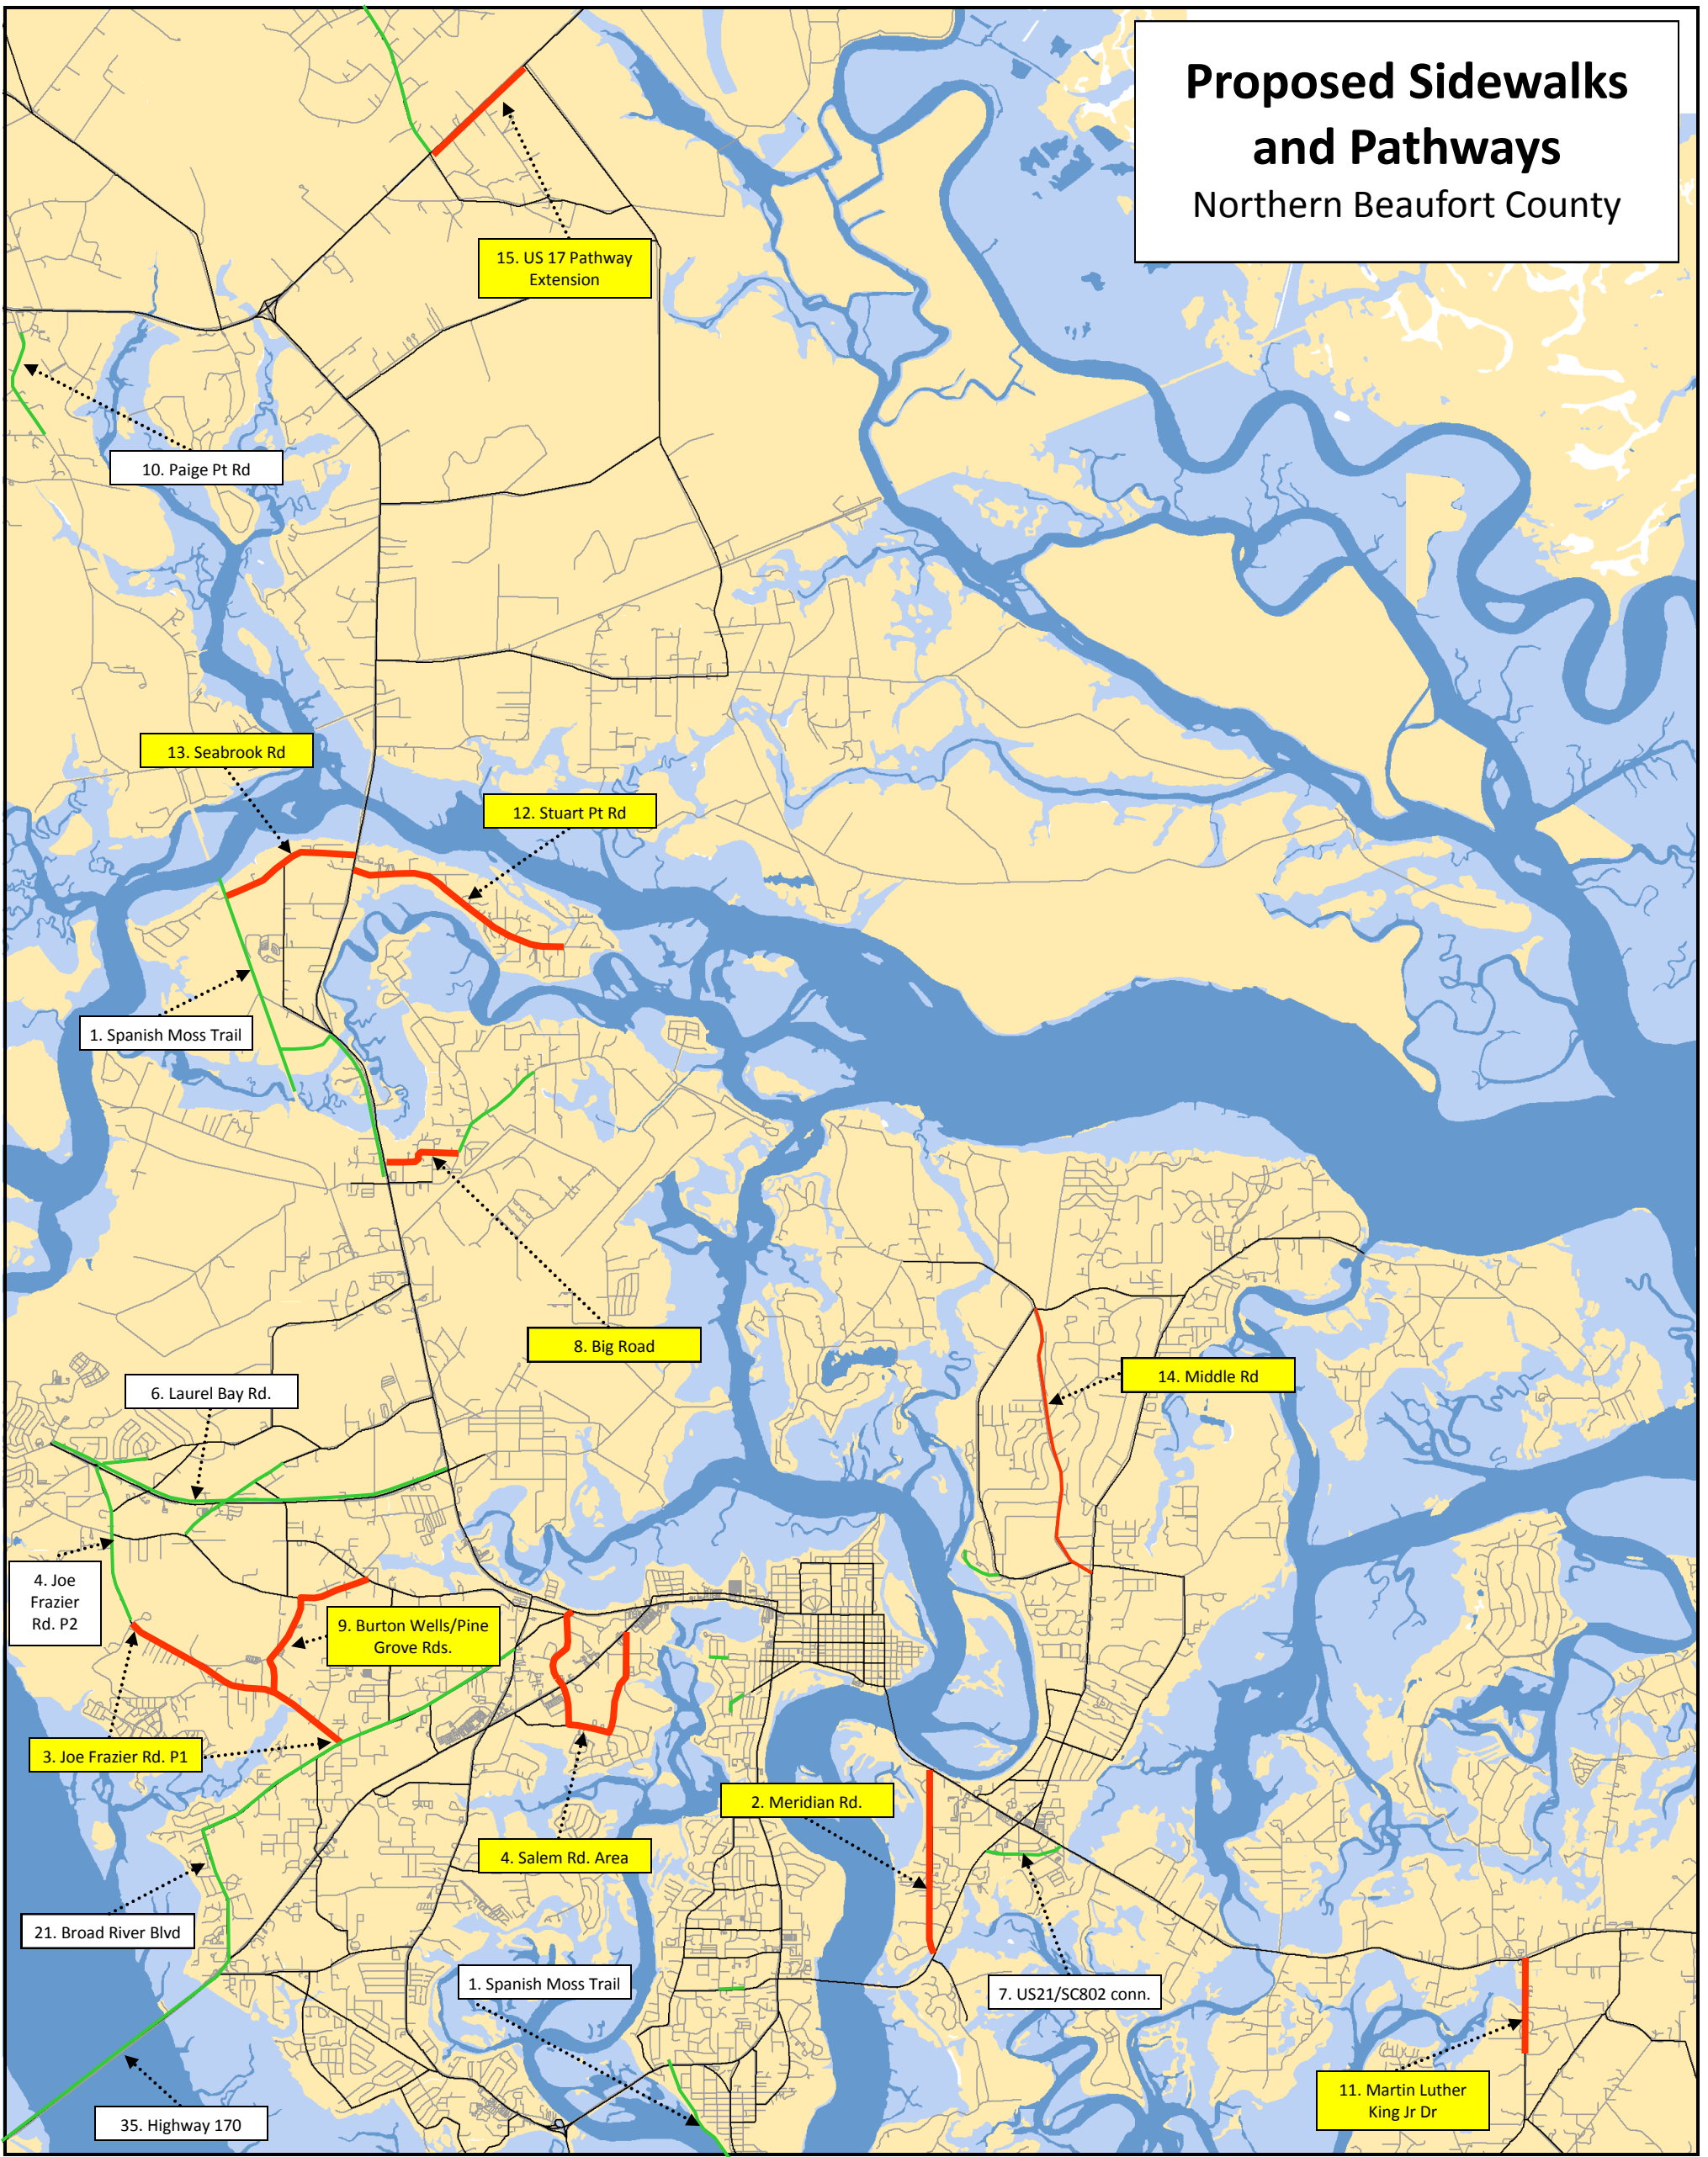 Proposed Sidewalks
and Pathways
Northern Beaufort County
15. US 17 Pathway
Extension
10. Paige Pt Rd
13. Seabrook Rd
12. Stuart Pt Rd
1. Spanish Moss Trail
8. Big Road
14. Middle Rd
6. Laurel Bay Rd.
4. Joe
Frazier
Rd. P2
9. Burton Wells/Pine
Grove Rds.
3. Joe Frazier Rd. P1
2. Meridian Rd.
4. Salem Rd. Area
21. Broad River Blvd
1. Spanish Moss Trail
7. US21/SC802 conn.
11. Martin Luther
King Jr Dr
35. Highway 170